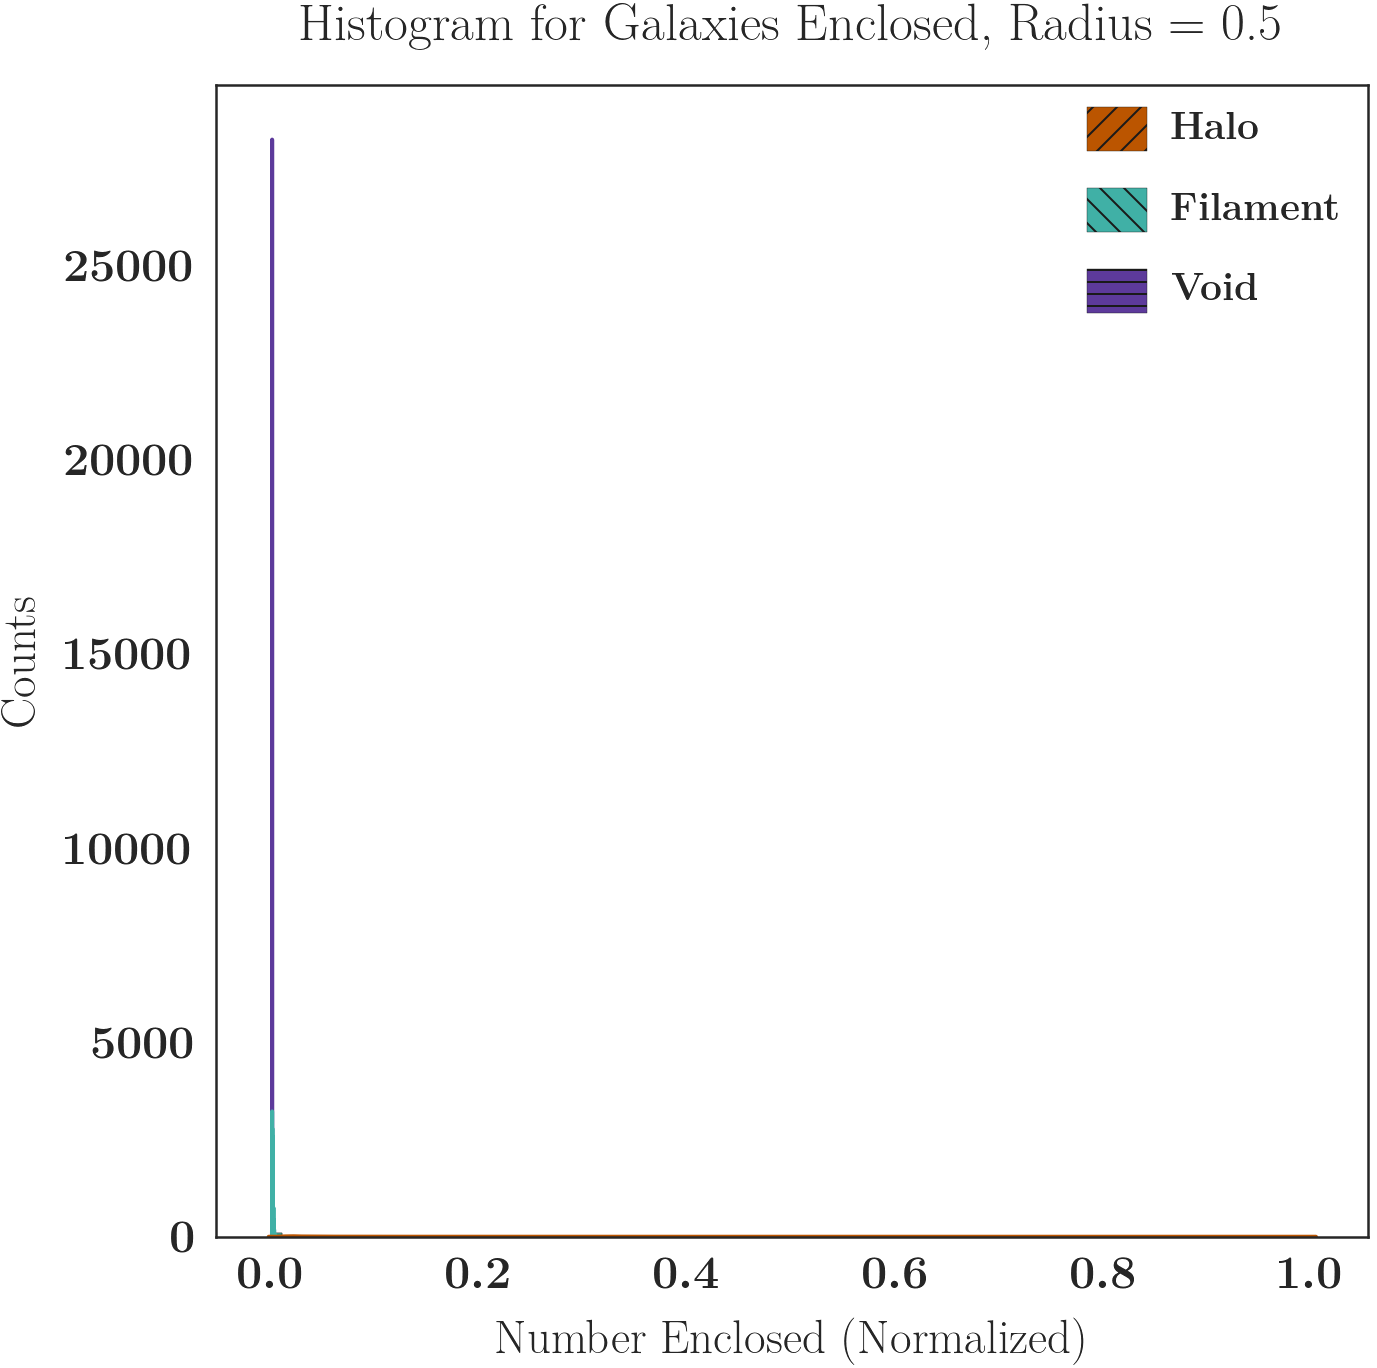 Histogram for Galaxies Enclosed, Radius = 0.5
Halo
Filament
Void
25000
20000
15000
10000
5000
0
Counts
0.0 0.2 0.4 0.6 0.8 1.0
Number Enclosed (Normalized)